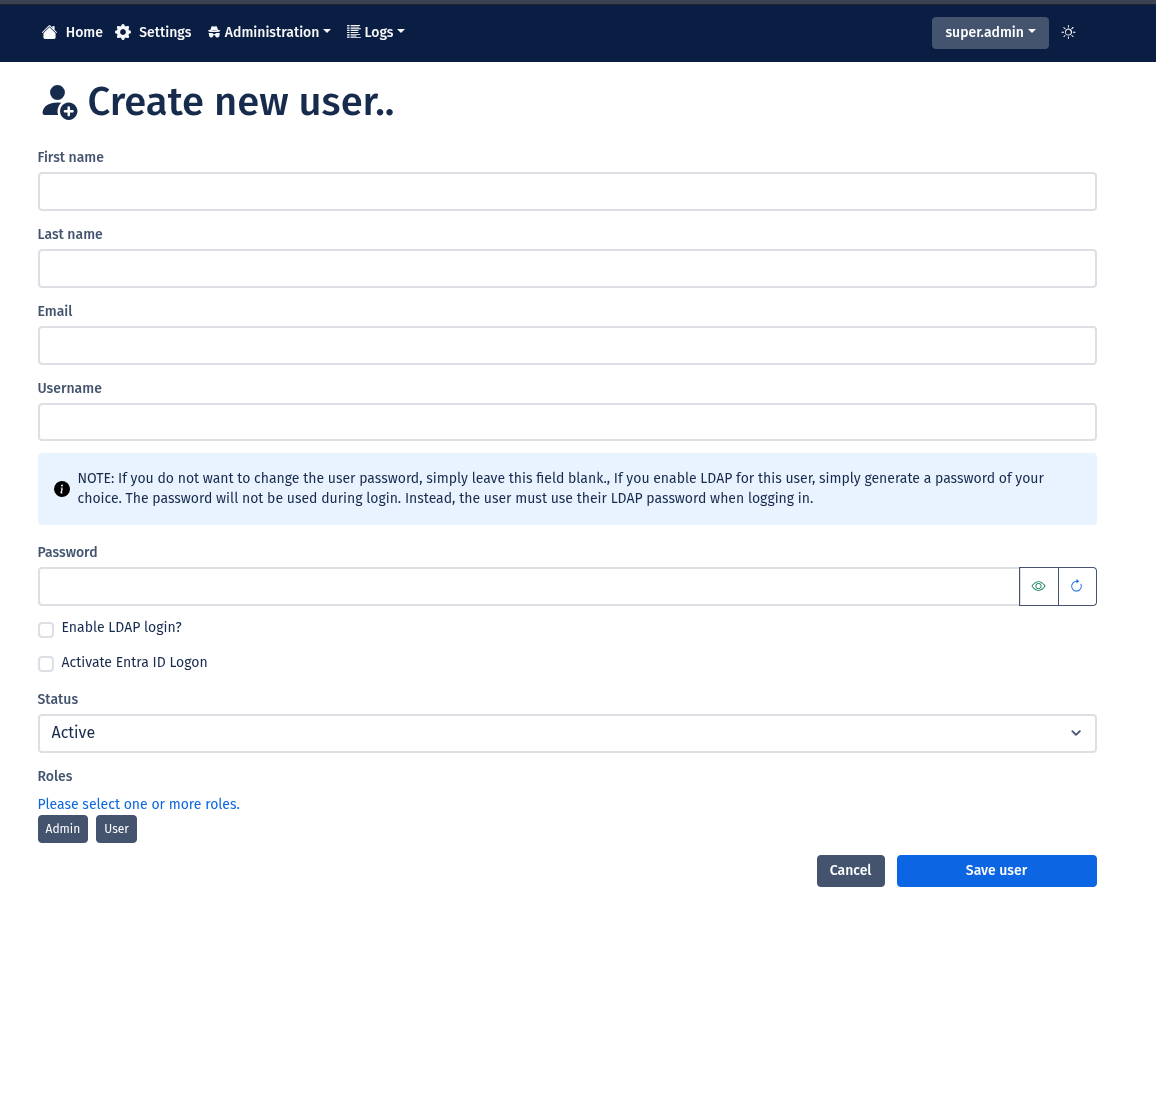 Home Settings Administration Logs super.admin
Create new user..
First name
Last name
Email
Username
NOTE: If you do not want to change the user password, simply leave this field blank., If you enable LDAP for this user, simply generate a password of your
choice. The password will not be used during login. Instead, the user must use their LDAP password when logging in.
Password
Enable LDAP login?
Activate Entra ID Logon
Status
Active
Roles
Please select one or more roles.
Admin User
Cancel Save user